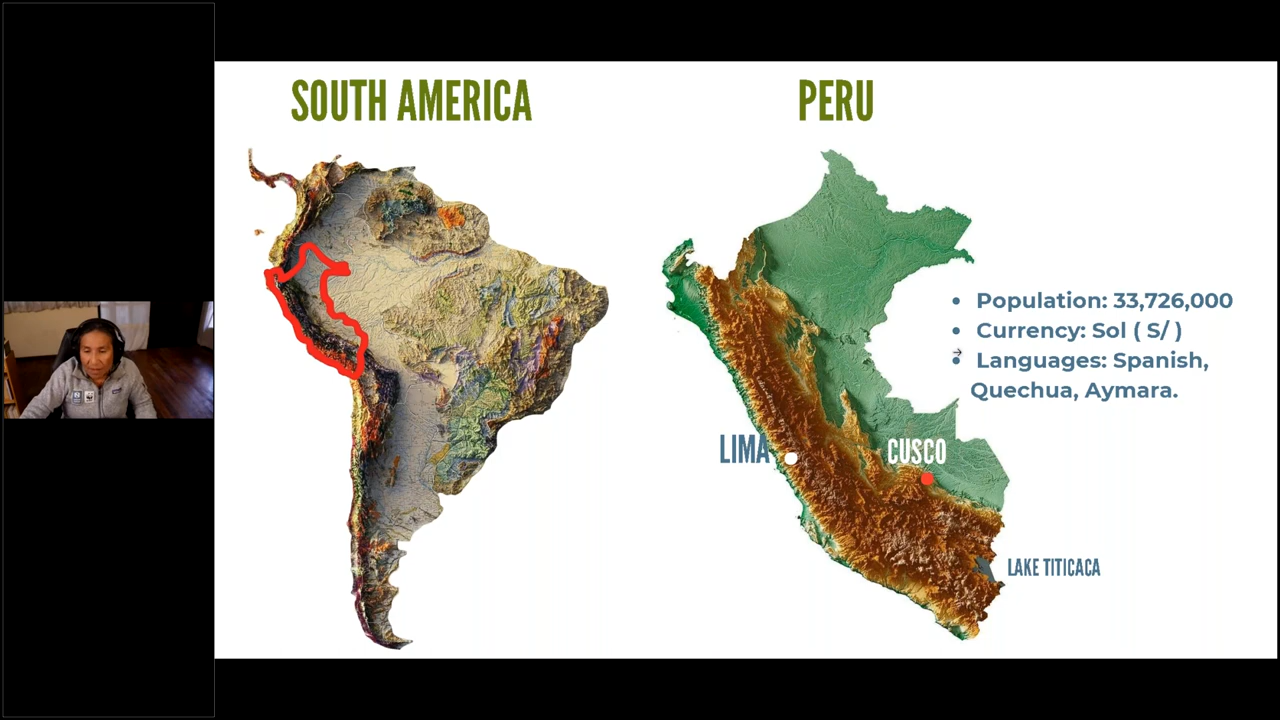 SOUTH AMERICA
PERU
• Population: 33,726,000
• Currency: Sol ( S/ )
• Languages: Spanish,
Quechua, Aymara.
LIMA
CUSCO
LAKE TITICACA